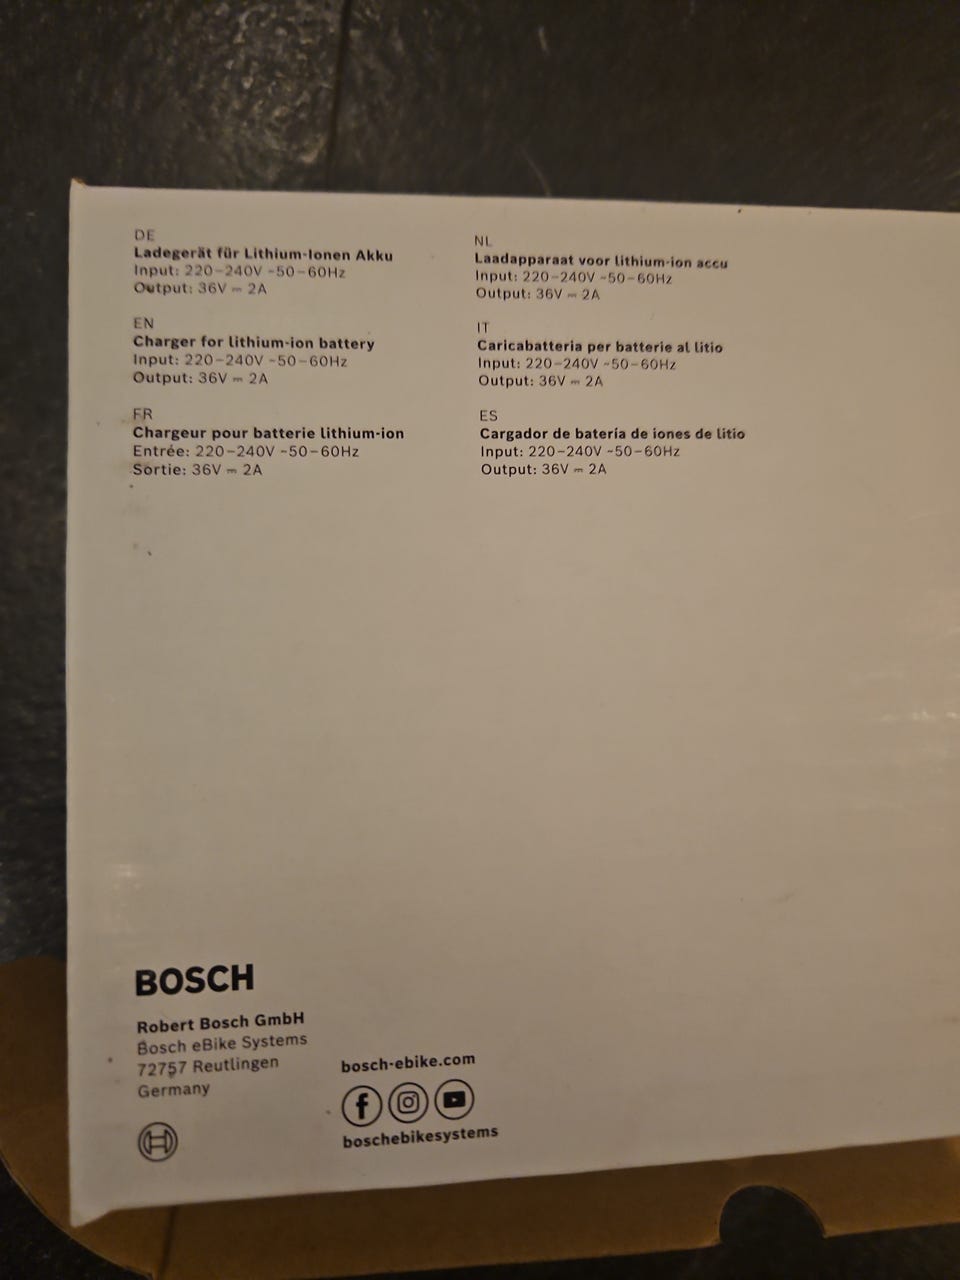 DE
Ladegerät für Lithium-Ionen Akku
Input: 220–240V ~50–60Hz
Output: 36V ⎓ 2A
EN
Charger for lithium-ion battery
Input: 220–240V ~50–60Hz
Output: 36V ⎓ 2A
FR
Chargeur pour batterie lithium-ion
Entrée: 220–240V ~50–60Hz
Sortie: 36V ⎓ 2A
NL
Laadapparaat voor lithium-ion accu
Input: 220–240V ~50–60Hz
Output: 36V ⎓ 2A
IT
Caricabatteria per batterie al litio
Input: 220–240V ~50–60Hz
Output: 36V ⎓ 2A
ES
Cargador de batería de iones de litio
Input: 220–240V ~50–60Hz
Output: 36V ⎓ 2A
BOSCH
Robert Bosch GmbH
Bosch eBike Systems
72757 Reutlingen
Germany
bosch-ebike.com
boschebikesystems